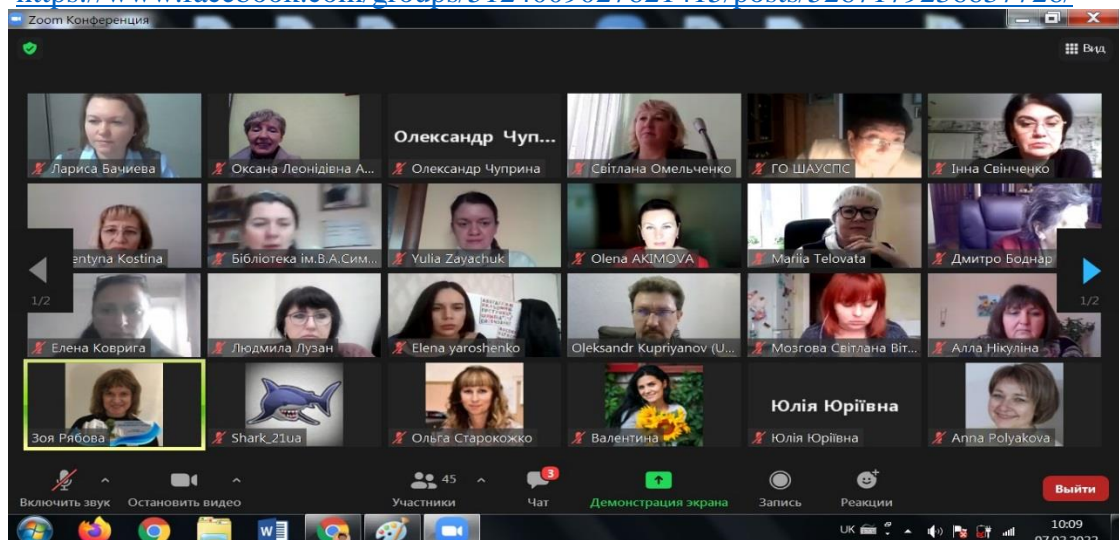 Zoom Конференция
Вид
Олександр Чуп...
Лариса Бачиева
Оксана Леонідівна А...
Олександр Чуприна
Світлана Омельченко
ГО ШАУСПС
Інна Свінченко
entyna Kostina
Бібліотека ім.В.А.Сим...
Yulia Zayachuk
Olena AKIMOVA
Mariia Telovata
Дмитро Боднар
1/2
1/2
Елена Коврига
Людмила Лузан
Elena yaroshenko
Oleksandr Kupriyanov (U...
Мозгова Світлана Віт...
Алла Нікуліна
Юлія Юріївна
Зоя Рябова
Shark_21ua
Ольга Старокожко
Валентина
Юлія Юріївна
Anna Polyakova
45
3
Включить звук
Остановить видео
Участники
Чат
Демонстрация экрана
Запись
Реакции
Выйти
UK
10:09